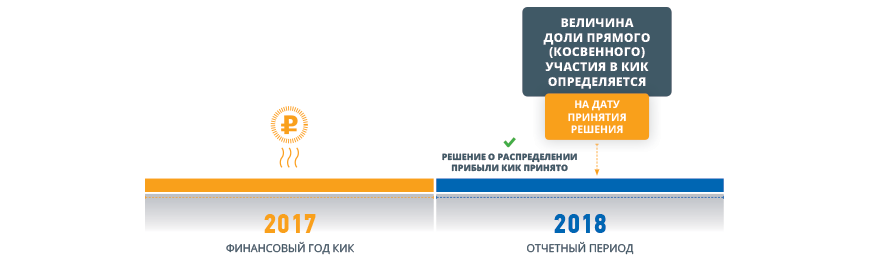 ВЕЛИЧИНА
ДОЛИ ПРЯМОГО
(КОСВЕННОГО)
УЧАСТИЯ В КИК
ОПРЕДЕЛЯЕТСЯ
НА ДАТУ
ПРИНЯТИЯ
РЕШЕНИЯ
РЕШЕНИЕ О РАСПРЕДЕЛЕНИИ
ПРИБЫЛИ КИК ПРИНЯТО
2017
ФИНАНСОВЫЙ ГОД КИК
2018
ОТЧЕТНЫЙ ПЕРИОД